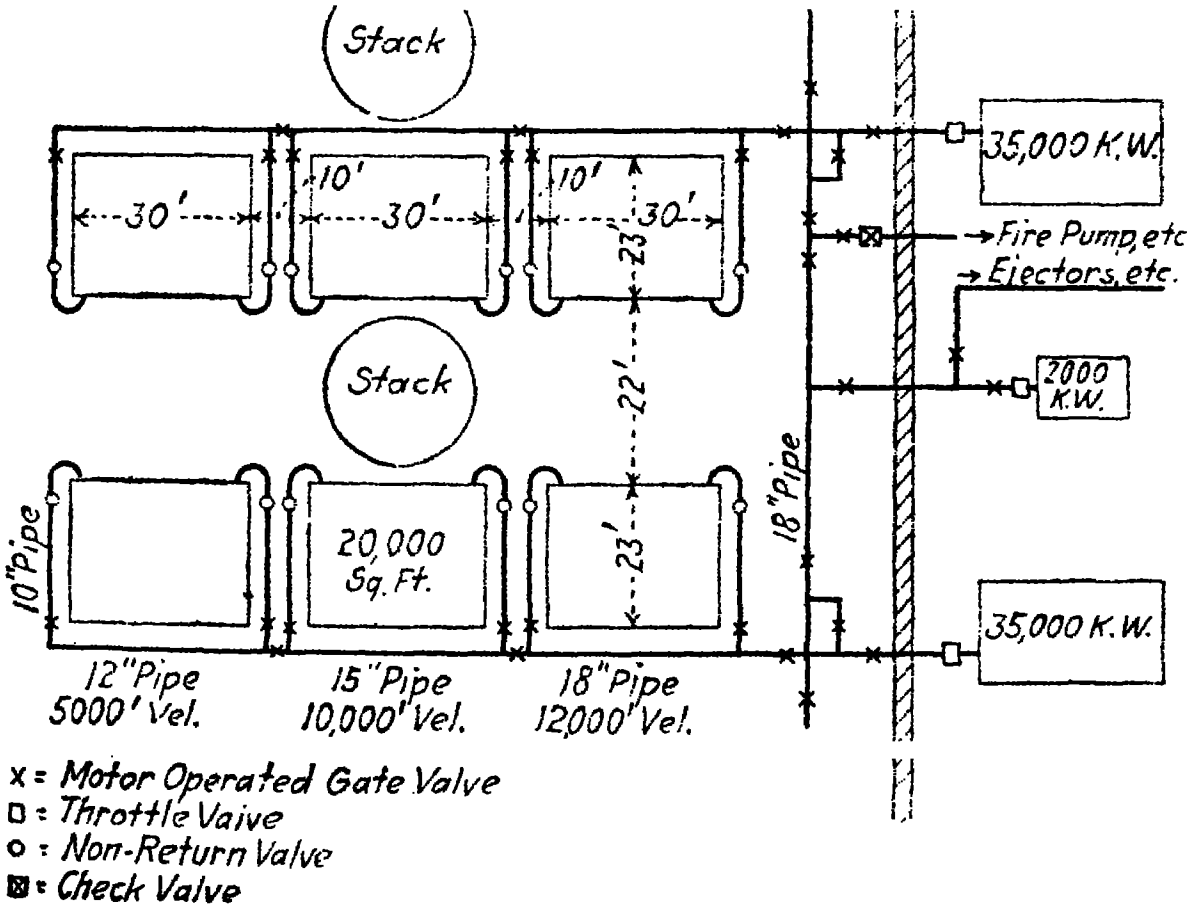 Stack
35,000 K.W.
10'
10'
30'
30'
30'
23'
→Fire Pump, etc
→Ejectors, etc.
Stack
22'
2000
K.W.
18" Pipe
10" Pipe
20,000
Sq. Ft.
23'
35,000 K.W.
12" Pipe
5000' Vel.
15" Pipe
10,000' Vel.
18" Pipe
12,000' Vel.
x = Motor Operated Gate Valve
□ = Throttle Valve
○ = Non-Return Valve
⊠ = Check Valve